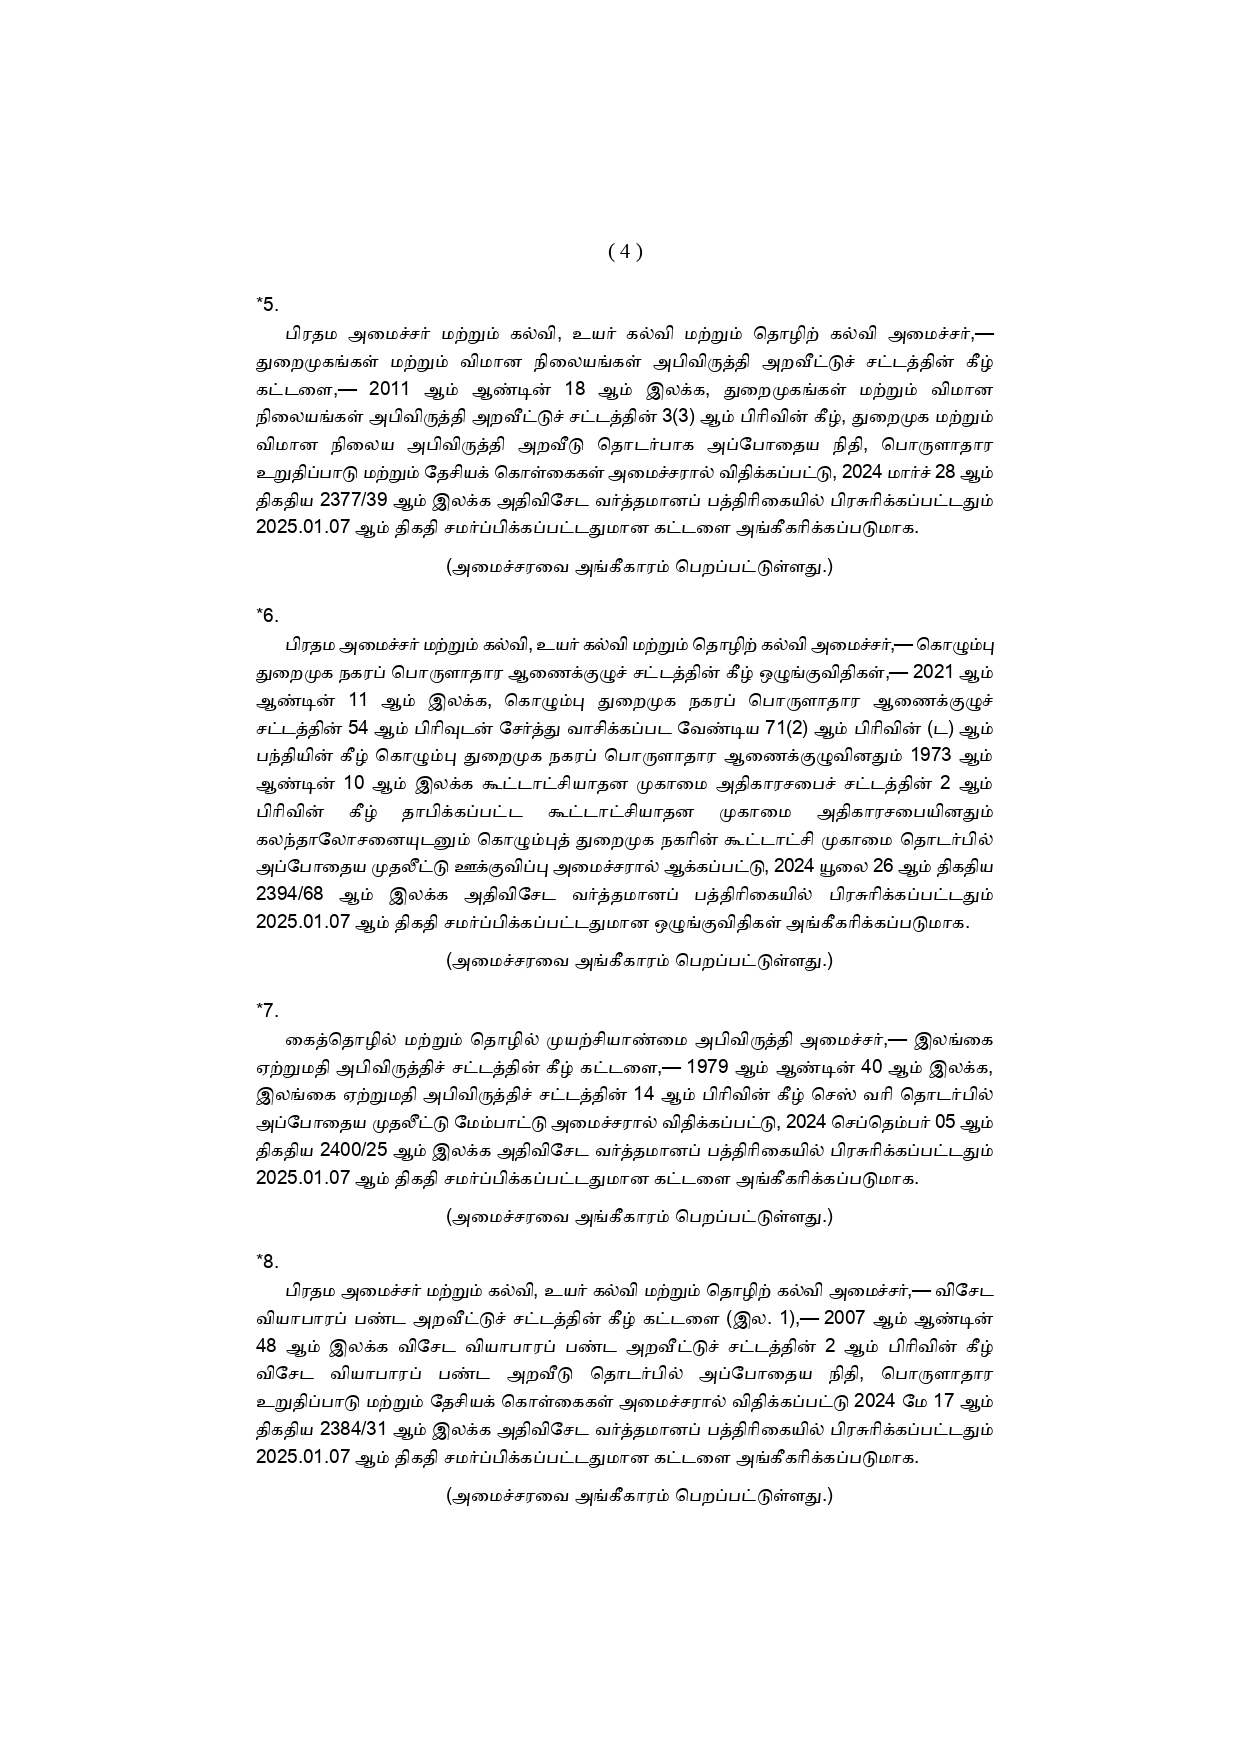 ( 4 )
*5.
பிரதம அமைச்சர் மற்றும் கல்வி, உயர் கல்வி மற்றும் தொழிற் கல்வி அமைச்சர்,—
துறைமுகங்கள் மற்றும் விமான நிலையங்கள் அபிவிருத்தி அறவீட்டுச் சட்டத்தின் கீழ்
கட்டளை,— 2011 ஆம் ஆண்டின் 18 ஆம் இலக்க, துறைமுகங்கள் மற்றும் விமான
நிலையங்கள் அபிவிருத்தி அறவீட்டுச் சட்டத்தின் 3(3) ஆம் பிரிவின் கீழ், துறைமுக மற்றும்
விமான நிலைய அபிவிருத்தி அறவீடு தொடர்பாக அப்போதைய நிதி, பொருளாதார
உறுதிப்பாடு மற்றும் தேசியக் கொள்கைகள் அமைச்சரால் விதிக்கப்பட்டு, 2024 மார்ச் 28 ஆம்
திகதிய 2377/39 ஆம் இலக்க அதிவிசேட வர்த்தமானப் பத்திரிகையில் பிரசுரிக்கப்பட்டதும்
2025.01.07 ஆம் திகதி சமர்ப்பிக்கப்பட்டதுமான கட்டளை அங்கீகரிக்கப்படுமாக.
(அமைச்சரவை அங்கீகாரம் பெறப்பட்டுள்ளது.)
*6.
பிரதம அமைச்சர் மற்றும் கல்வி, உயர் கல்வி மற்றும் தொழிற் கல்வி அமைச்சர்,— கொழும்பு
துறைமுக நகரப் பொருளாதார ஆணைக்குழுச் சட்டத்தின் கீழ் ஒழுங்குவிதிகள்,— 2021 ஆம்
ஆண்டின் 11 ஆம் இலக்க, கொழும்பு துறைமுக நகரப் பொருளாதார ஆணைக்குழுச்
சட்டத்தின் 54 ஆம் பிரிவுடன் சேர்த்து வாசிக்கப்பட வேண்டிய 71(2) ஆம் பிரிவின் (ட) ஆம்
பந்தியின் கீழ் கொழும்பு துறைமுக நகரப் பொருளாதார ஆணைக்குழுவினதும் 1973 ஆம்
ஆண்டின் 10 ஆம் இலக்க கூட்டாட்சியாதன முகாமை அதிகாரசபைச் சட்டத்தின் 2 ஆம்
பிரிவின் கீழ் தாபிக்கப்பட்ட கூட்டாட்சியாதன முகாமை அதிகாரசபையினதும்
கலந்தாலோசனையுடனும் கொழும்புத் துறைமுக நகரின் கூட்டாட்சி முகாமை தொடர்பில்
அப்போதைய முதலீட்டு ஊக்குவிப்பு அமைச்சரால் ஆக்கப்பட்டு, 2024 யூலை 26 ஆம் திகதிய
2394/68 ஆம் இலக்க அதிவிசேட வர்த்தமானப் பத்திரிகையில் பிரசுரிக்கப்பட்டதும்
2025.01.07 ஆம் திகதி சமர்ப்பிக்கப்பட்டதுமான ஒழுங்குவிதிகள் அங்கீகரிக்கப்படுமாக.
(அமைச்சரவை அங்கீகாரம் பெறப்பட்டுள்ளது.)
*7.
கைத்தொழில் மற்றும் தொழில் முயற்சியாண்மை அபிவிருத்தி அமைச்சர்,— இலங்கை
ஏற்றுமதி அபிவிருத்திச் சட்டத்தின் கீழ் கட்டளை,— 1979 ஆம் ஆண்டின் 40 ஆம் இலக்க,
இலங்கை ஏற்றுமதி அபிவிருத்திச் சட்டத்தின் 14 ஆம் பிரிவின் கீழ் செஸ் வரி தொடர்பில்
அப்போதைய முதலீட்டு மேம்பாட்டு அமைச்சரால் விதிக்கப்பட்டு, 2024 செப்தெம்பர் 05 ஆம்
திகதிய 2400/25 ஆம் இலக்க அதிவிசேட வர்த்தமானப் பத்திரிகையில் பிரசுரிக்கப்பட்டதும்
2025.01.07 ஆம் திகதி சமர்ப்பிக்கப்பட்டதுமான கட்டளை அங்கீகரிக்கப்படுமாக.
(அமைச்சரவை அங்கீகாரம் பெறப்பட்டுள்ளது.)
*8.
பிரதம அமைச்சர் மற்றும் கல்வி, உயர் கல்வி மற்றும் தொழிற் கல்வி அமைச்சர்,— விசேட
வியாபாரப் பண்ட அறவீட்டுச் சட்டத்தின் கீழ் கட்டளை (இல. 1),— 2007 ஆம் ஆண்டின்
48 ஆம் இலக்க விசேட வியாபாரப் பண்ட அறவீட்டுச் சட்டத்தின் 2 ஆம் பிரிவின் கீழ்
விசேட வியாபாரப் பண்ட அறவீடு தொடர்பில் அப்போதைய நிதி, பொருளாதார
உறுதிப்பாடு மற்றும் தேசியக் கொள்கைகள் அமைச்சரால் விதிக்கப்பட்டு 2024 மே 17 ஆம்
திகதிய 2384/31 ஆம் இலக்க அதிவிசேட வர்த்தமானப் பத்திரிகையில் பிரசுரிக்கப்பட்டதும்
2025.01.07 ஆம் திகதி சமர்ப்பிக்கப்பட்டதுமான கட்டளை அங்கீகரிக்கப்படுமாக.
(அமைச்சரவை அங்கீகாரம் பெறப்பட்டுள்ளது.)